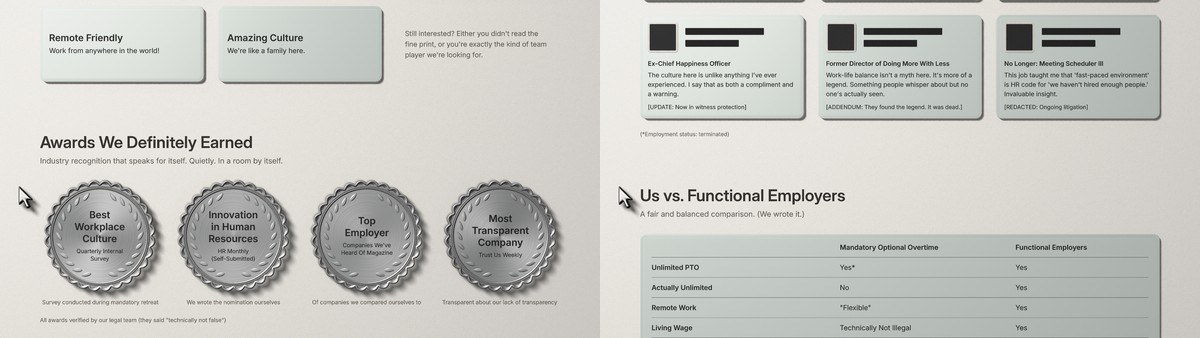 Remote Friendly
Work from anywhere in the world!
Amazing Culture
We're like a family here.
Still interested? Either you didn't read the
fine print, or you're exactly the kind of team
player we're looking for.
Awards We Definitely Earned
Industry recognition that speaks for itself. Quietly. In a room by itself.
Best
Workplace
Culture
Quarterly Internal
Survey
Survey conducted during mandatory retreat
Innovation
in Human
Resources
HR Monthly
(Self-Submitted)
We wrote the nomination ourselves
Top
Employer
Companies We've
Heard Of Magazine
Of companies we compared ourselves to
Most
Transparent
Company
Trust Us Weekly
Transparent about our lack of transparency
All awards verified by our legal team (they said "technically not false")
Ex-Chief Happiness Officer
The culture here is unlike anything I've ever
experienced. I say that as both a compliment and
a warning.
[UPDATE: Now in witness protection]
Former Director of Doing More With Less
Work-life balance isn't a myth here. It's more of a
legend. Something people whisper about but no
one's actually seen.
[ADDENDUM: They found the legend. It was dead.]
No Longer: Meeting Scheduler III
This job taught me that 'fast-paced environment'
is HR code for 'we haven't hired enough people.'
Invaluable insight.
[REDACTED: Ongoing litigation]
(*Employment status: terminated)
Us vs. Functional Employers
A fair and balanced comparison. (We wrote it.)
Mandatory Optional Overtime Functional Employers
Unlimited PTO Yes* Yes
Actually Unlimited No Yes
Remote Work "Flexible" Yes
Living Wage Technically Not Illegal Yes